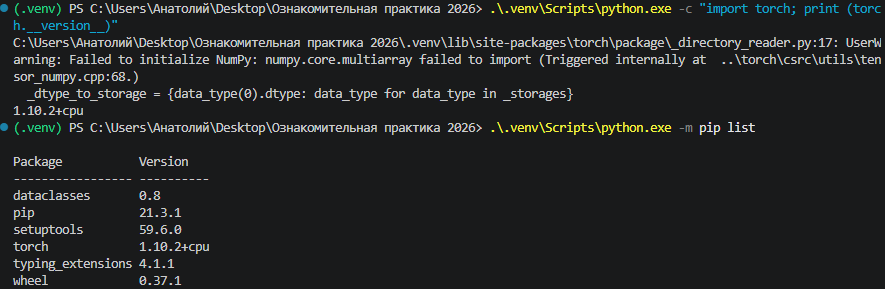 (.venv) PS C:\Users\Анатолий\Desktop\Ознакомительная практика 2026> .\.venv\Scripts\python.exe -c "import torch; print (tor
ch.__version__)"
C:\Users\Анатолий\Desktop\Ознакомительная практика 2026\.venv\lib\site-packages\torch\package\_directory_reader.py:17: UserW
arning: Failed to initialize NumPy: numpy.core.multiarray failed to import (Triggered internally at  ..\torch\csrc\utils\ten
sor_numpy.cpp:68.)
  _dtype_to_storage = {data_type(0).dtype: data_type for data_type in _storages}
1.10.2+cpu
(.venv) PS C:\Users\Анатолий\Desktop\Ознакомительная практика 2026> .\.venv\Scripts\python.exe -m pip list
Package           Version
----------------- ----------
dataclasses       0.8
pip               21.3.1
setuptools        59.6.0
torch             1.10.2+cpu
typing_extensions 4.1.1
wheel             0.37.1